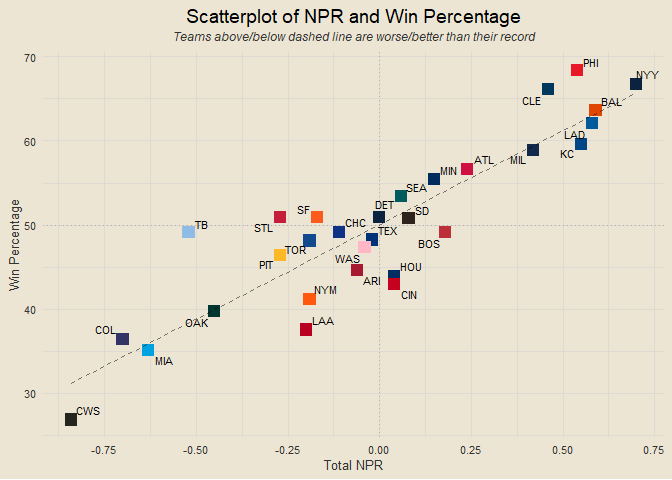 Scatterplot of NPR and Win Percentage
Teams above/below dashed line are worse/better than their record
Win Percentage
70
60
50
40
30
PHI
NYY
CLE
BAL
LAD
KC
MIL
ATL
MIN
SEA
DET
SD
SF
STL
TB
CHC
TEX
BOS
TOR
WAS
PIT
ARI
HOU
CIN
NYM
OAK
LAA
COL
MIA
CWS
-0.75
-0.50
-0.25
0.00
0.25
0.50
0.75
Total NPR